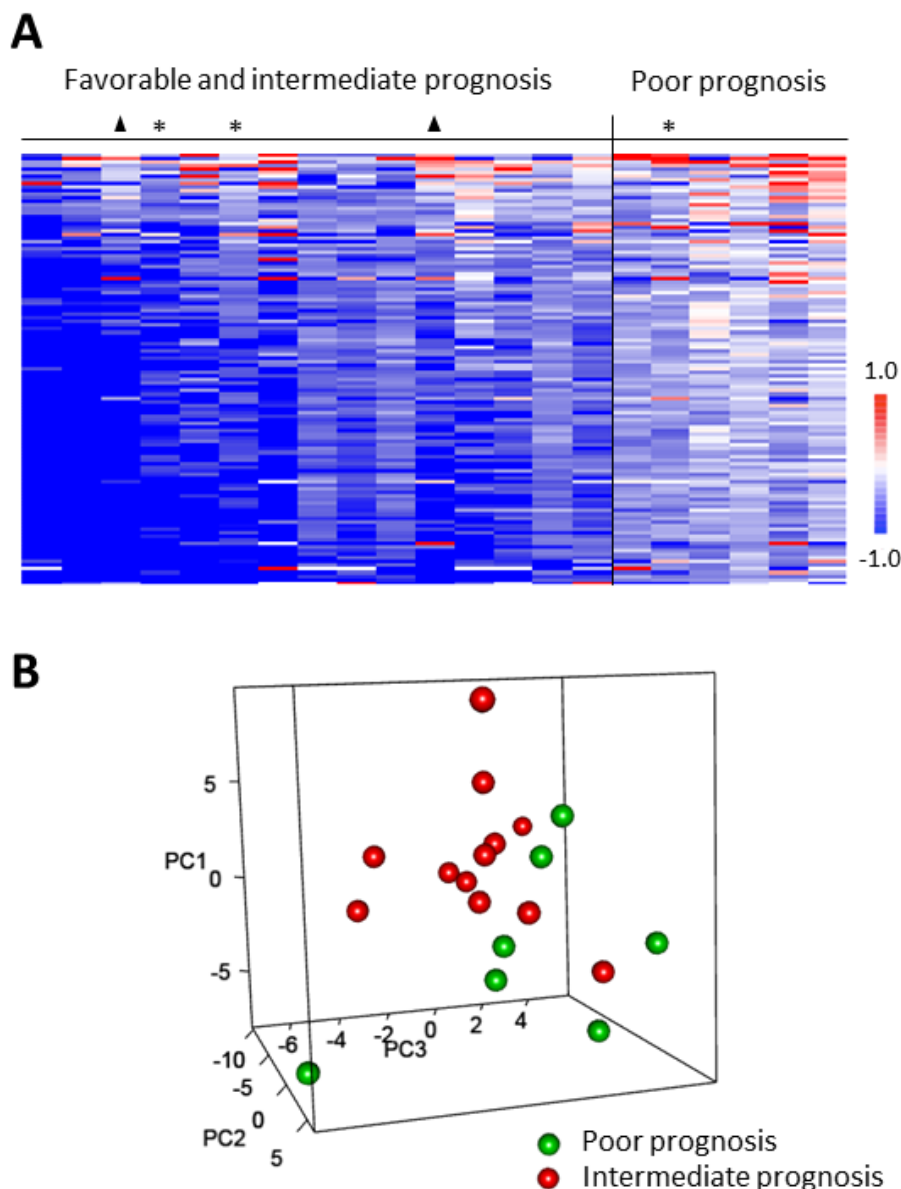 A
Favorable and intermediate prognosis
Poor prognosis
▲ * * ▲ *
1.0
-1.0
B
5
PC1 0
-5
-10
-5
0
5
PC2
-6 -4 -2 0 2 4
PC3
Poor prognosis
Intermediate prognosis